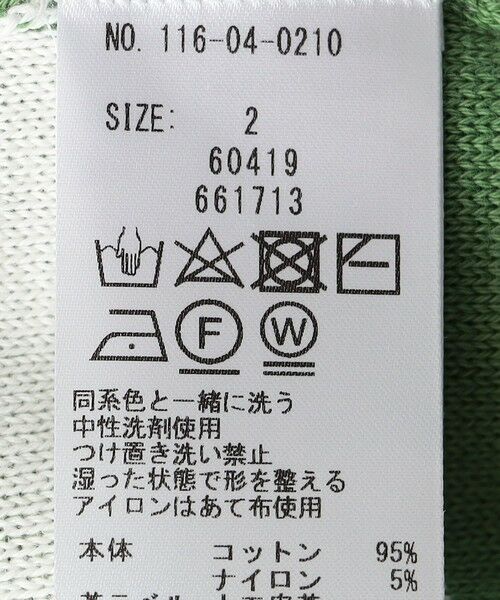 NO. 116-04-0210
SIZE: 2
60419
661713
F W
同系色と一緒に洗う
中性洗剤使用
つけ置き洗い禁止
湿った状態で形を整える
アイロンはあて布使用
本体 コットン 95%
ナイロン 5%